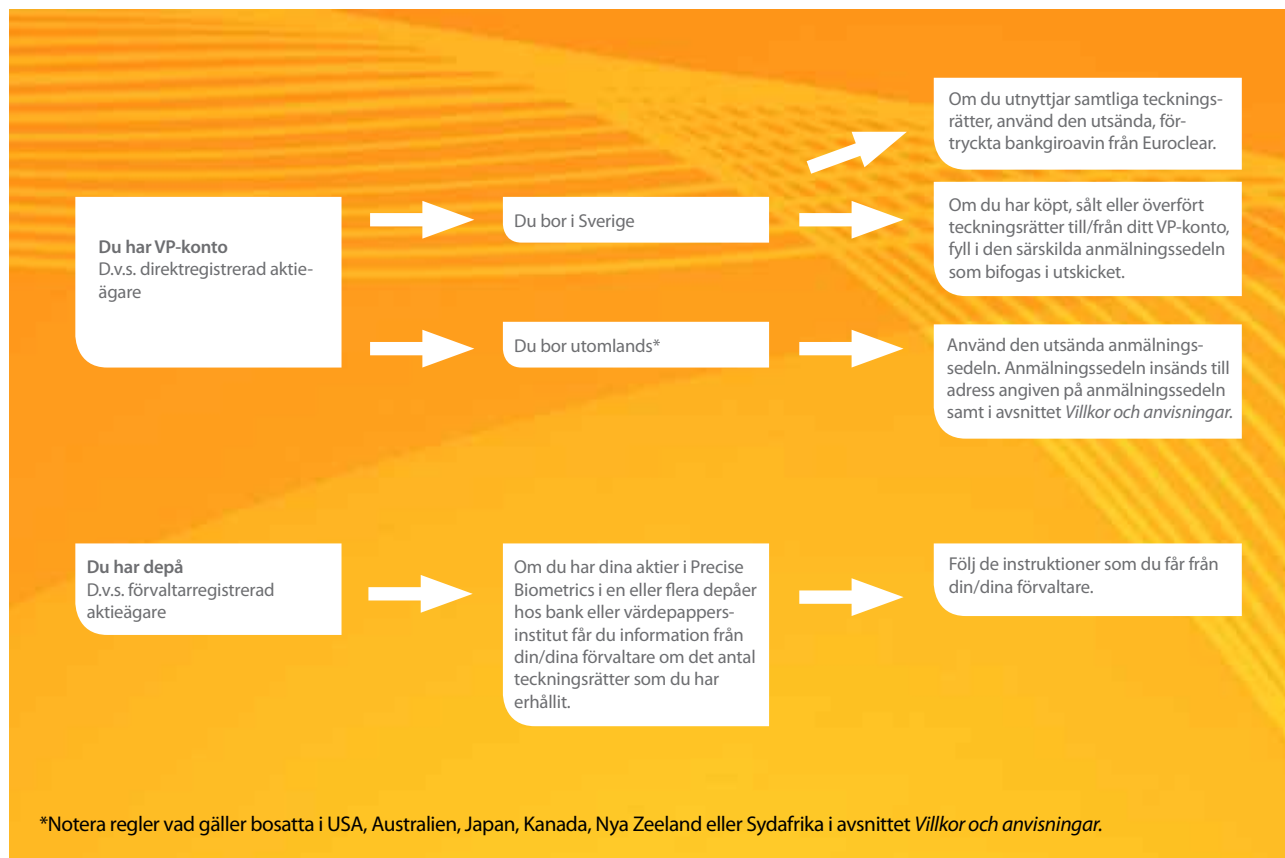 Om du utnyttjar samtliga tecknings-
rätter, använd den utsända, för-
tryckta bankgiroavin från Euroclear.
Du har VP-konto
D.v.s. direktregistrerad aktie-
ägare
Du bor i Sverige
Om du har köpt, sålt eller överfört
teckningsrätter till/från ditt VP-konto,
fyll i den särskilda anmälningssedeln
som bifogas i utskicket.
Du bor utomlands*
Använd den utsända anmälnings-
sedeln. Anmälningssedeln insänds till
adress angiven på anmälningssedeln
samt i avsnittet Villkor och anvisningar.
Du har depå
D.v.s. förvaltarregistrerad
aktieägare
Om du har dina aktier i Precise
Biometrics i en eller flera depåer
hos bank eller värdepappers-
institut får du information från
din/dina förvaltare om det antal
teckningsrätter som du har
erhållit.
Följ de instruktioner som du får från
din/dina förvaltare.
*Notera regler vad gäller bosatta i USA, Australien, Japan, Kanada, Nya Zeeland eller Sydafrika i avsnittet Villkor och anvisningar.